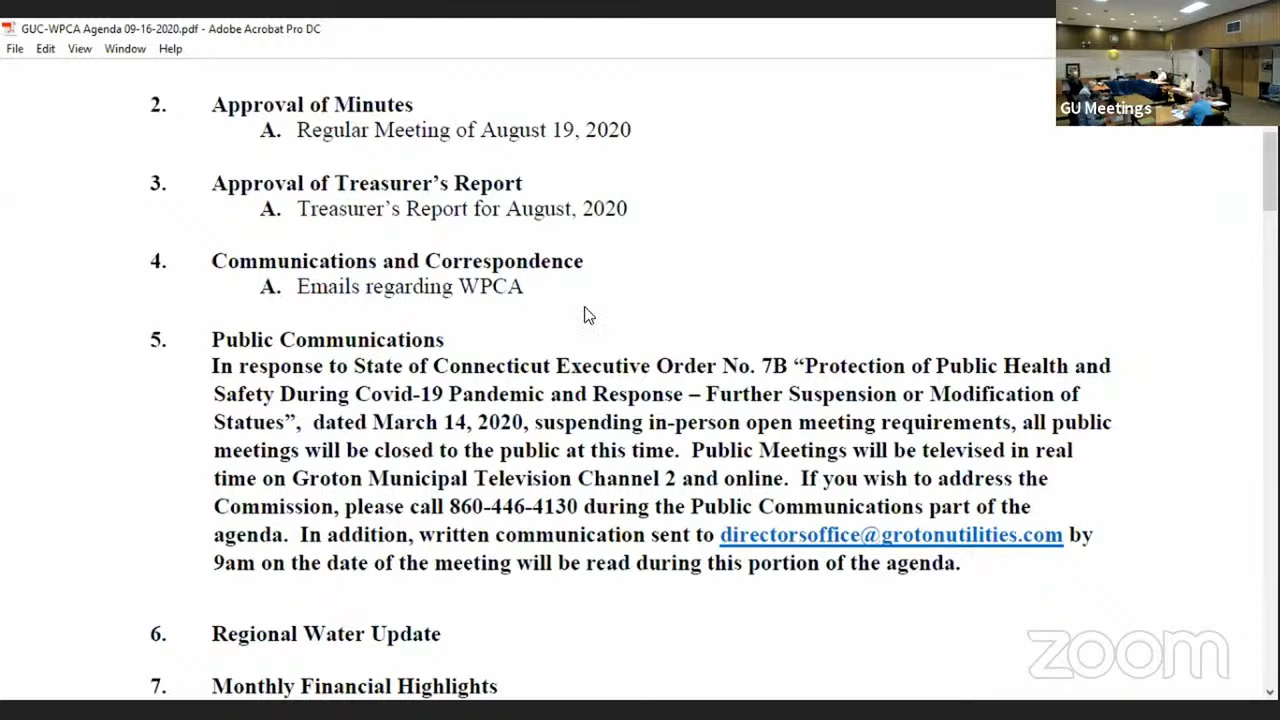 GUC-WPCA Agenda 09-16-2020.pdf - Adobe Acrobat Pro DC
File Edit View Window Help
GU Meetings
2. Approval of Minutes
A. Regular Meeting of August 19, 2020
3. Approval of Treasurer’s Report
A. Treasurer’s Report for August, 2020
4. Communications and Correspondence
A. Emails regarding WPCA
5. Public Communications
In response to State of Connecticut Executive Order No. 7B “Protection of Public Health and
Safety During Covid-19 Pandemic and Response – Further Suspension or Modification of
Statues”, dated March 14, 2020, suspending in-person open meeting requirements, all public
meetings will be closed to the public at this time. Public Meetings will be televised in real
time on Groton Municipal Television Channel 2 and online. If you wish to address the
Commission, please call 860-446-4130 during the Public Communications part of the
agenda. In addition, written communication sent to directorsoffice@grotonutilities.com by
9am on the date of the meeting will be read during this portion of the agenda.
6. Regional Water Update
7. Monthly Financial Highlights
zoom